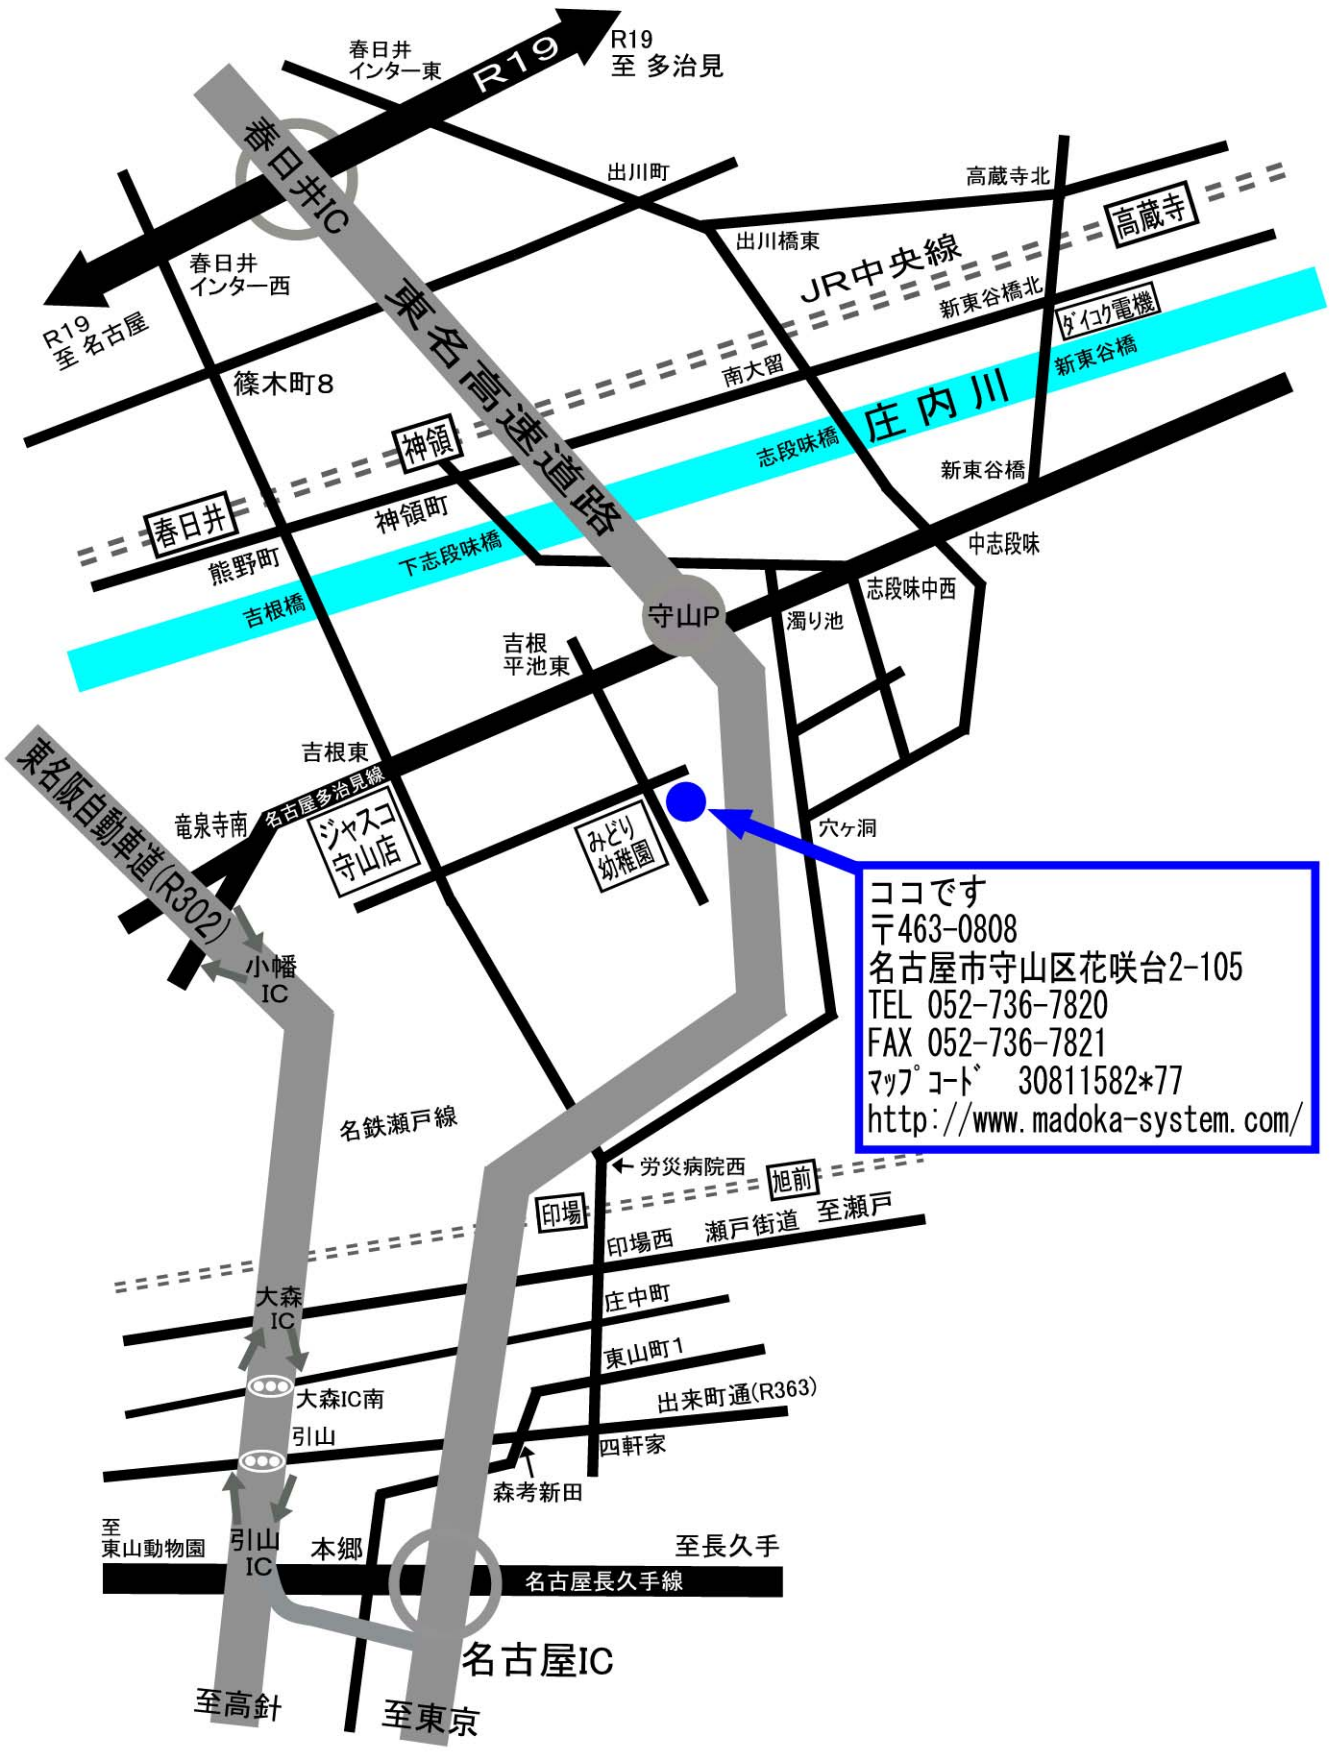 春日井
インター東
R19
R19
至 多治見
春日井IC
出川町
高蔵寺北
高蔵寺
出川橋東
JR中央線
春日井
インター西
R19
至 名古屋
東名高速道路
新東谷橋北
ダイコク電機
新東谷橋
南大留
篠木町8
庄内川
志段味橋
神領
新東谷橋
春日井
神領町
熊野町
下志段味橋
吉根橋
中志段味
志段味中西
守山P
濁り池
吉根
平池東
吉根東
名古屋多治見線
東名阪自動車道(R302)
竜泉寺南
ジャスコ
守山店
みどり
幼稚園
穴ヶ洞
ココです
〒463-0808
名古屋市守山区花咲台2-105
TEL 052-736-7820
FAX 052-736-7821
マップコード 30811582*77
http://www.madoka-system.com/
小幡
IC
名鉄瀬戸線
労災病院西
旭前
印場
印場西 瀬戸街道 至瀬戸
大森
IC
庄中町
東山町1
大森IC南
出来町通(R363)
引山
四軒家
森考新田
至
東山動物園
引山
IC
本郷
至長久手
名古屋長久手線
名古屋IC
至高針
至東京